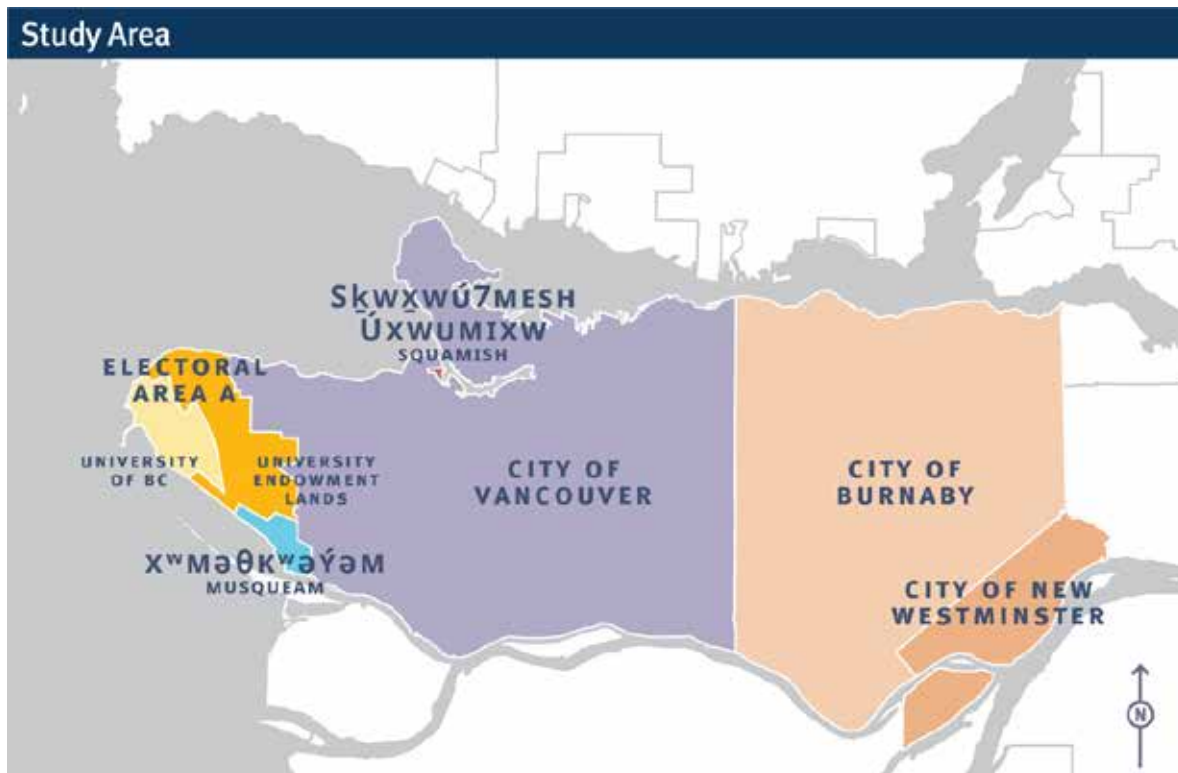 Study Area
Sḵwx̱wú7mesh
Úxwumixw
SQUAMISH
ELECTORAL
AREA A
UNIVERSITY
OF BC
UNIVERSITY
ENDOWMENT
LANDS
xʷməθkʷəy̓əm
MUSQUEAM
CITY OF
VANCOUVER
CITY OF
BURNABY
CITY OF NEW
WESTMINSTER
N